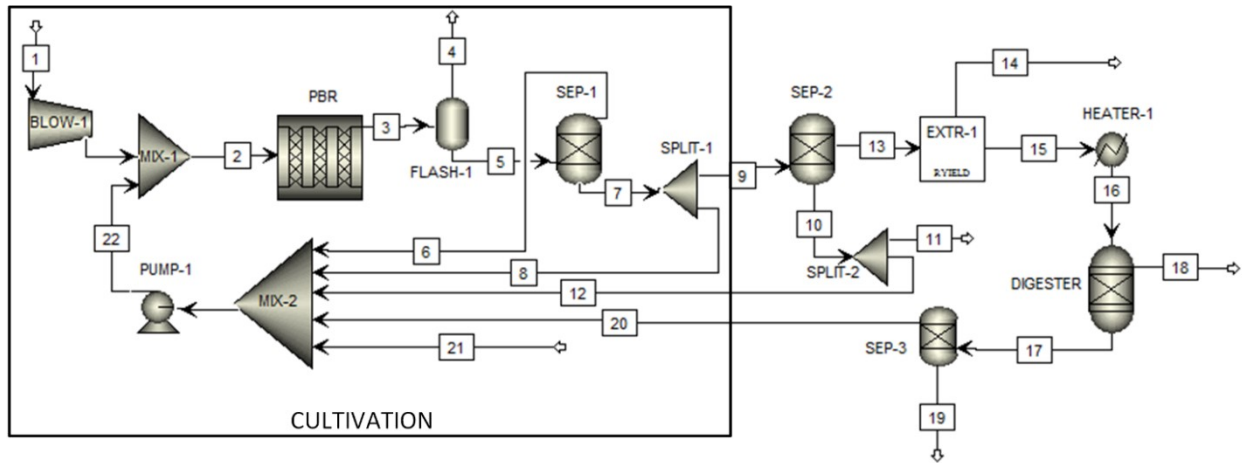 1
4
BLOW-1
MIX-1
2
PBR
3
FLASH-1
5
SEP-1
7
SPLIT-1
9
SEP-2
13
EXTR-1
RYIELD
14
15
HEATER-1
16
10
SPLIT-2
11
DIGESTER
18
22
PUMP-1
MIX-2
6
8
12
20
21
SEP-3
17
19
CULTIVATION